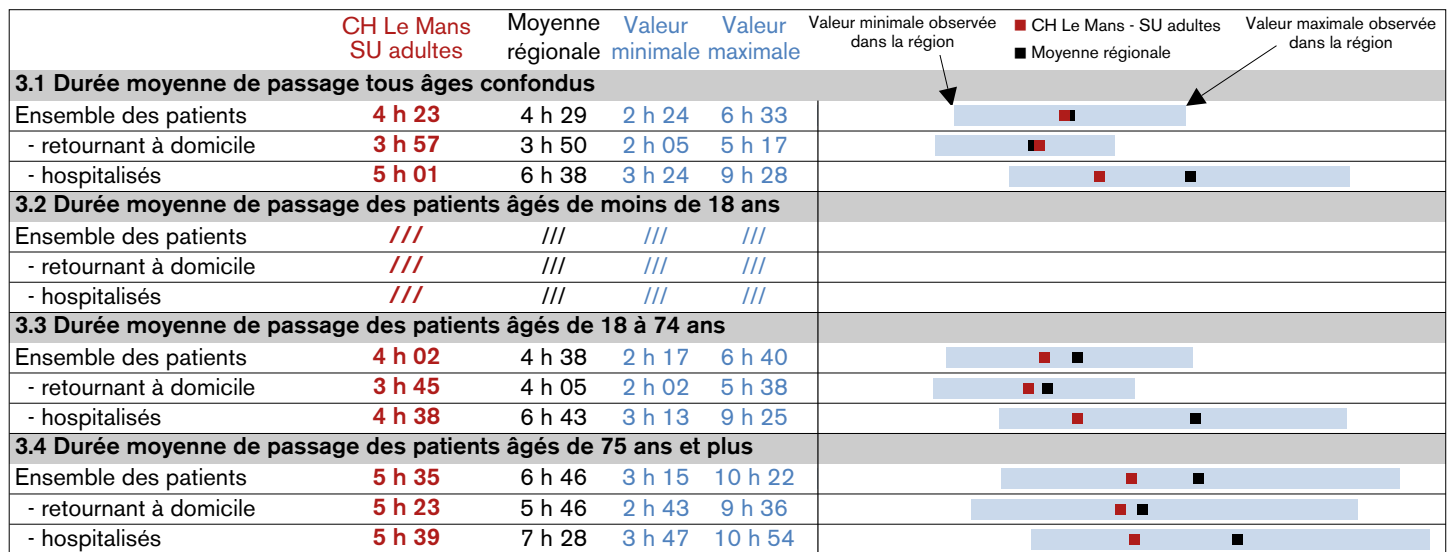 CH Le Mans SU adultes Moyenne régionale Valeur minimale Valeur maximale Valeur minimale observée dans la région ■ CH Le Mans - SU adultes ■ Moyenne régionale Valeur maximale observée dans la région
3.1 Durée moyenne de passage tous âges confondus
Ensemble des patients 4 h 23 4 h 29 2 h 24 6 h 33
- retournant à domicile 3 h 57 3 h 50 2 h 05 5 h 17
- hospitalisés 5 h 01 6 h 38 3 h 24 9 h 28
3.2 Durée moyenne de passage des patients âgés de moins de 18 ans
Ensemble des patients /// /// /// ///
- retournant à domicile /// /// /// ///
- hospitalisés /// /// /// ///
3.3 Durée moyenne de passage des patients âgés de 18 à 74 ans
Ensemble des patients 4 h 02 4 h 38 2 h 17 6 h 40
- retournant à domicile 3 h 45 4 h 05 2 h 02 5 h 38
- hospitalisés 4 h 38 6 h 43 3 h 13 9 h 25
3.4 Durée moyenne de passage des patients âgés de 75 ans et plus
Ensemble des patients 5 h 35 6 h 46 3 h 15 10 h 22
- retournant à domicile 5 h 23 5 h 46 2 h 43 9 h 36
- hospitalisés 5 h 39 7 h 28 3 h 47 10 h 54